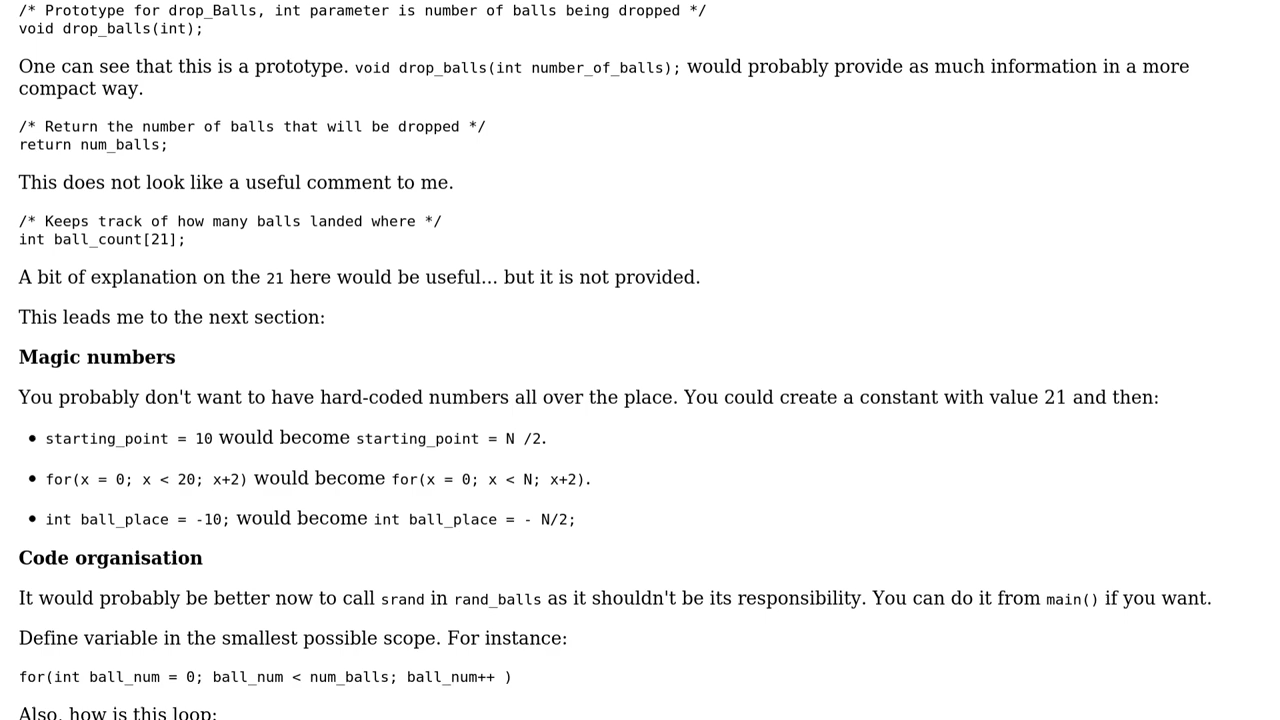 /* Prototype for drop_Balls, int parameter is number of balls being dropped */
void drop_balls(int);
One can see that this is a prototype. void drop_balls(int number_of_balls); would probably provide as much information in a more
compact way.
/* Return the number of balls that will be dropped */
return num_balls;
This does not look like a useful comment to me.
/* Keeps track of how many balls landed where */
int ball_count[21];
A bit of explanation on the 21 here would be useful... but it is not provided.
This leads me to the next section:
Magic numbers
You probably don't want to have hard-coded numbers all over the place. You could create a constant with value 21 and then:
• starting_point = 10 would become starting_point = N /2.
• for(x = 0; x < 20; x+2) would become for(x = 0; x < N; x+2).
• int ball_place = -10; would become int ball_place = - N/2;
Code organisation
It would probably be better now to call srand in rand_balls as it shouldn't be its responsibility. You can do it from main() if you want.
Define variable in the smallest possible scope. For instance:
for(int ball_num = 0; ball_num < num_balls; ball_num++ )
Also, how is this loop: